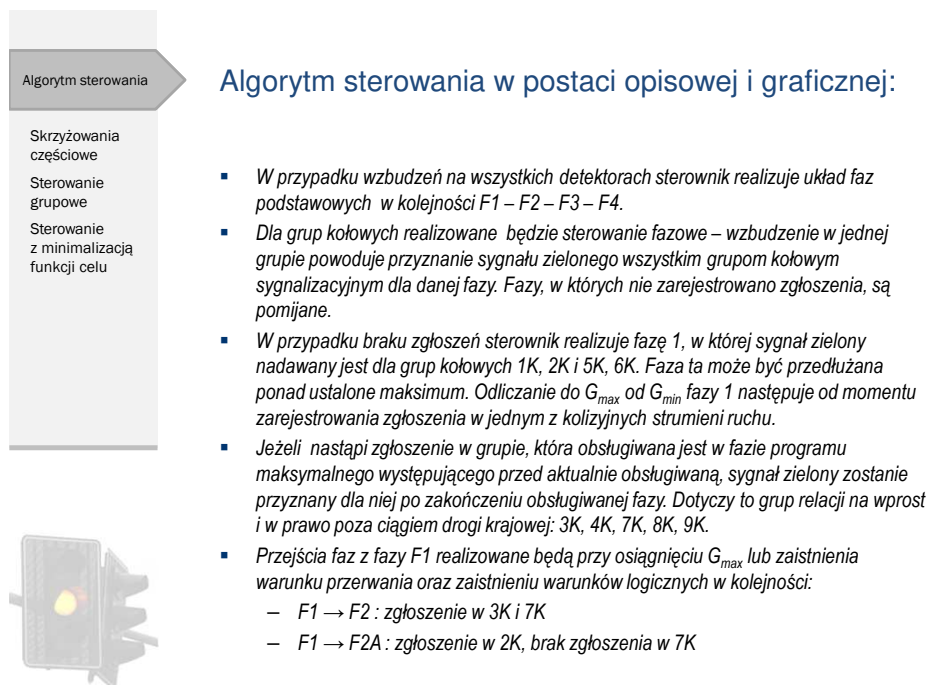 Algorytm sterowania
Skrzyżowania
częściowe
Sterowanie
grupowe
Sterowanie
z minimalizacją
funkcji celu
Algorytm sterowania w postaci opisowej i graficznej:
▪ W przypadku wzbudzeń na wszystkich detektorach sterownik realizuje układ faz
podstawowych w kolejności F1 – F2 – F3 – F4.
▪ Dla grup kołowych realizowane będzie sterowanie fazowe – wzbudzenie w jednej
grupie powoduje przyznanie sygnału zielonego wszystkim grupom kołowym
sygnalizacyjnym dla danej fazy. Fazy, w których nie zarejestrowano zgłoszenia, są
pomijane.
▪ W przypadku braku zgłoszeń sterownik realizuje fazę 1, w której sygnał zielony
nadawany jest dla grup kołowych 1K, 2K i 5K, 6K. Faza ta może być przedłużana
ponad ustalone maksimum. Odliczanie do Gmax od Gmin fazy 1 następuje od momentu
zarejestrowania zgłoszenia w jednym z kolizyjnych strumieni ruchu.
▪ Jeżeli nastąpi zgłoszenie w grupie, która obsługiwana jest w fazie programu
maksymalnego występującego przed aktualnie obsługiwaną, sygnał zielony zostanie
przyznany dla niej po zakończeniu obsługiwanej fazy. Dotyczy to grup relacji na wprost
i w prawo poza ciągiem drogi krajowej: 3K, 4K, 7K, 8K, 9K.
▪ Przejścia faz z fazy F1 realizowane będą przy osiągnięciu Gmax lub zaistnienia
warunku przerwania oraz zaistnieniu warunków logicznych w kolejności:
– F1 → F2 : zgłoszenie w 3K i 7K
– F1 → F2A : zgłoszenie w 2K, brak zgłoszenia w 7K